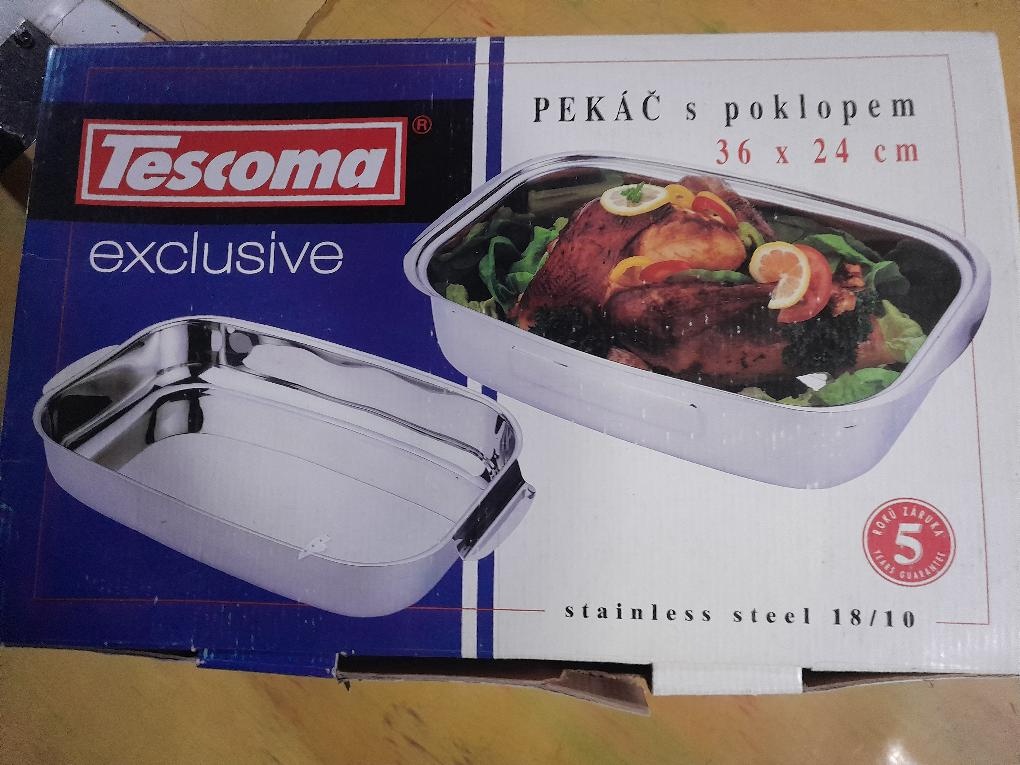 Tescoma®
exclusive
PEKÁČ s poklopem
36 x 24 cm
ROKŮ ZÁRUKA
5
YEARS GUARANTEE
stainless steel 18/10